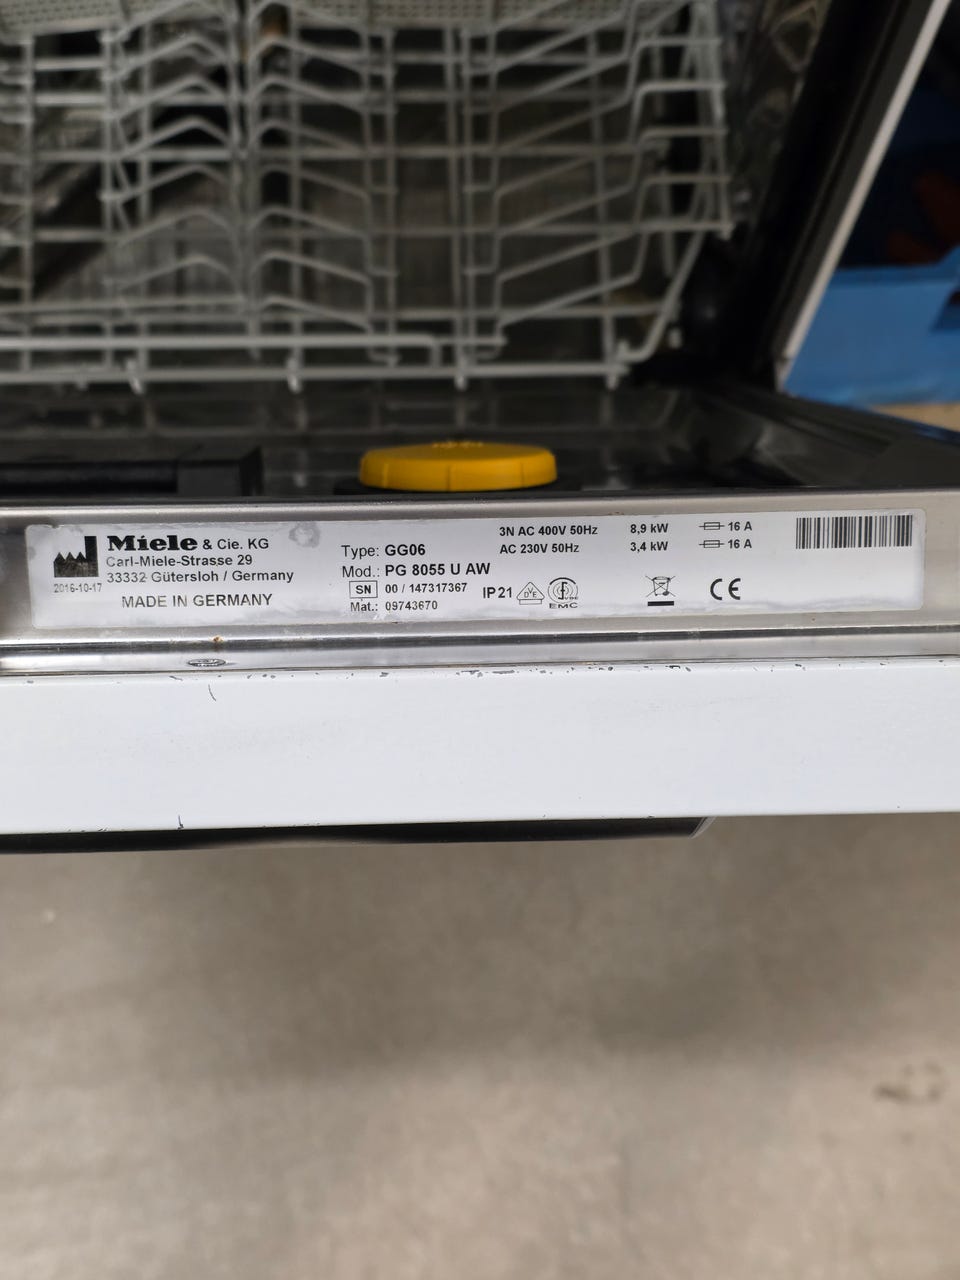 Miele & Cie. KG
Carl-Miele-Strasse 29
33332 Gütersloh / Germany
2016-10-17
MADE IN GERMANY
Type: GG06
Mod.: PG 8055 U AW
SN 00 / 147317367
Mat.: 09743670
3N AC 400V 50Hz 8,9 kW 16 A
AC 230V 50Hz 3,4 kW 16 A
IP21 VDE EMC CE